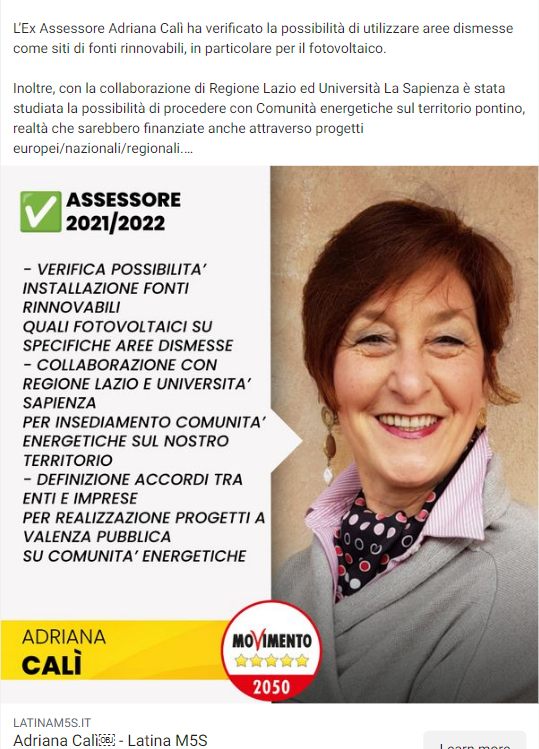 L'Ex Assessore Adriana Calì ha verificato la possibilità di utilizzare aree dismesse
come siti di fonti rinnovabili, in particolare per il fotovoltaico.
Inoltre, con la collaborazione di Regione Lazio ed Università La Sapienza è stata
studiata la possibilità di procedere con Comunità energetiche sul territorio pontino,
realtà che sarebbero finanziate anche attraverso progetti
europei/nazionali/regionali....
ASSESSORE
2021/2022
- VERIFICA POSSIBILITA'
INSTALLAZIONE FONTI
RINNOVABILI
QUALI FOTOVOLTAICI SU
SPECIFICHE AREE DISMESSE
- COLLABORAZIONE CON
REGIONE LAZIO E UNIVERSITA'
SAPIENZA
PER INSEDIAMENTO COMUNITA'
ENERGETICHE SUL NOSTRO
TERRITORIO
- DEFINIZIONE ACCORDI TRA
ENTI E IMPRESE
PER REALIZZAZIONE PROGETTI A
VALENZA PUBBLICA
SU COMUNITA' ENERGETICHE
ADRIANA
CALÌ
MOVIMENTO
2050
LATINAM5S.IT
Adriana Calì￼ - Latina M5S
Learn more